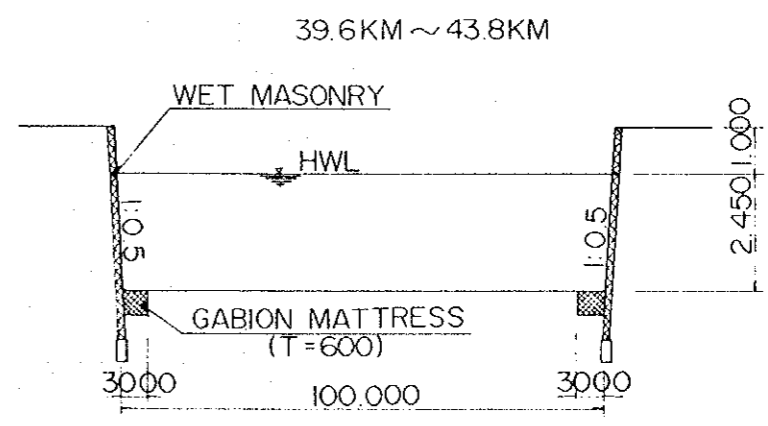 39.6KM~43.8KM
WET MASONRY
HWL
1.000
2.450
1:0.5
1:0.5
GABION MATTRESS
(T=600)
3000
3000
100.000